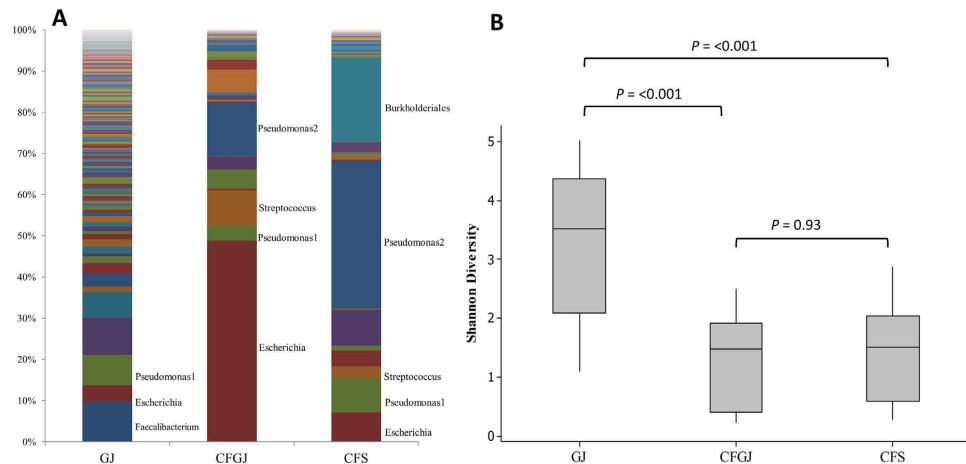 A
100%
90%
80%
70%
60%
50%
40%
30%
20%
10%
0%
Pseudomonas1
Escherichia
Faecalibacterium
Pseudomonas2
Streptococcus
Pseudomonas1
Escherichia
Burkholderiales
Pseudomonas2
Streptococcus
Pseudomonas1
Escherichia
GJ CFGJ CFS
B
P = <0.001
P = <0.001
P = 0.93
Shannon Diversity
5
4
3
2
1
0
GJ CFGJ CFS